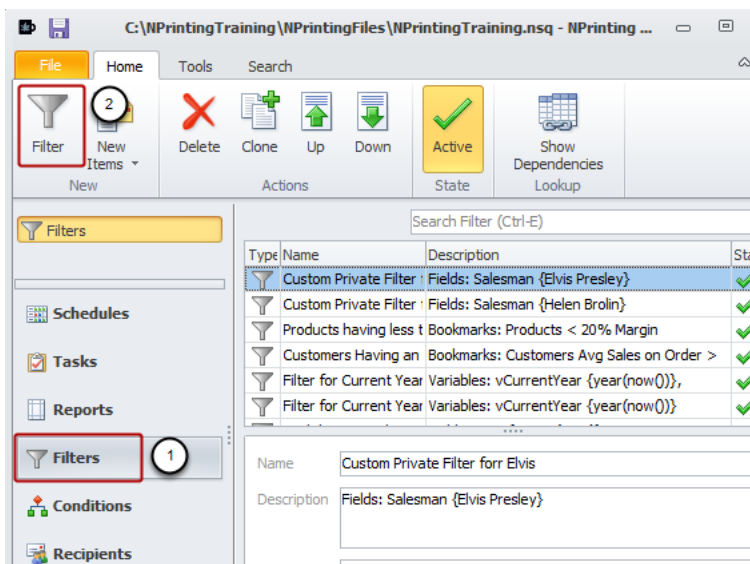 C:\NPrintingTraining\NPrintingFiles\NPrintingTraining.nsq - NPrinting ...
File Home Tools Search
2
Filter New Items Delete Clone Up Down Active Show Dependencies
New Actions State Lookup
Filters
Search Filter (Ctrl-E)
Type Name Description Sta
Custom Private Filter Fields: Salesman {Elvis Presley}
Custom Private Filter Fields: Salesman {Helen Brolin}
Products having less t Bookmarks: Products < 20% Margin
Customers Having an Bookmarks: Customers Avg Sales on Order >
Filter for Current Year Variables: vCurrentYear {year(now())},
Filter for Current Year Variables: vCurrentYear {year(now())}
Schedules
Tasks
Reports
Filters
1
Conditions
Recipients
Name Custom Private Filter forr Elvis
Description Fields: Salesman {Elvis Presley}